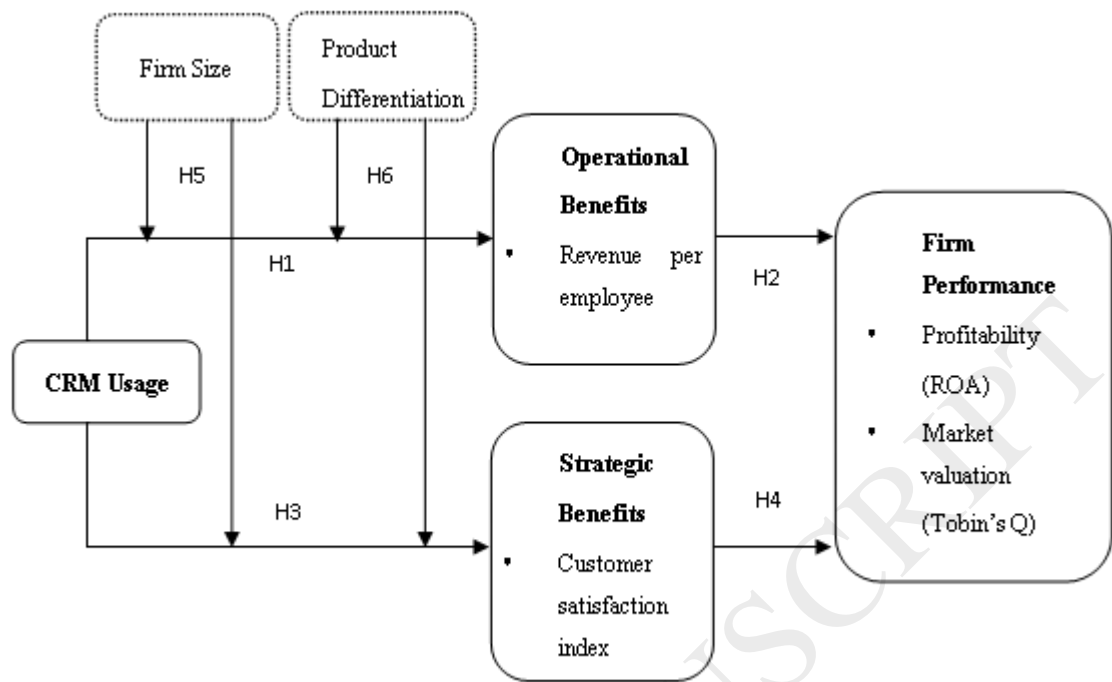 Firm Size
Product
Differentiation
H5
H6
Operational
Benefits
• Revenue per
employee
H1
H2
Firm
Performance
• Profitability
(ROA)
• Market
valuation
(Tobin's Q)
CRM Usage
Strategic
Benefits
• Customer
satisfaction
index
H3
H4